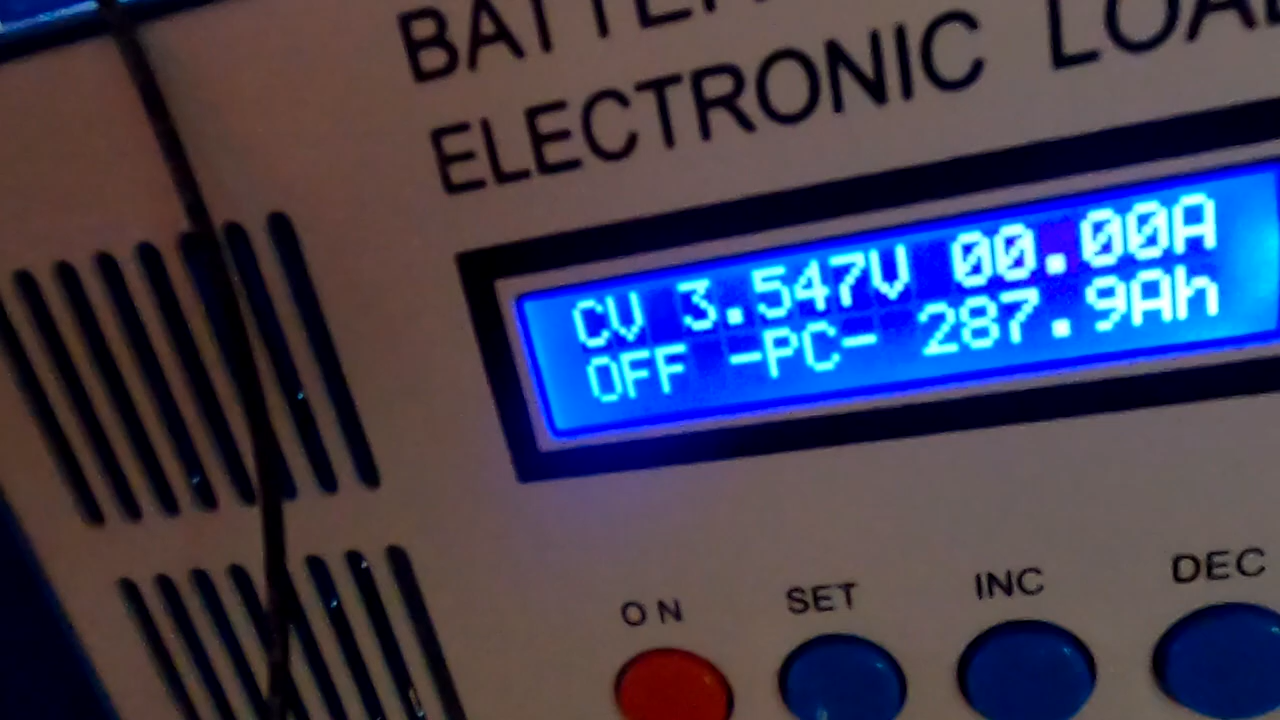 ELECTRONIC
CV 3.547V 00.00A
OFF -PC- 287.9Ah
ON SET INC DEC